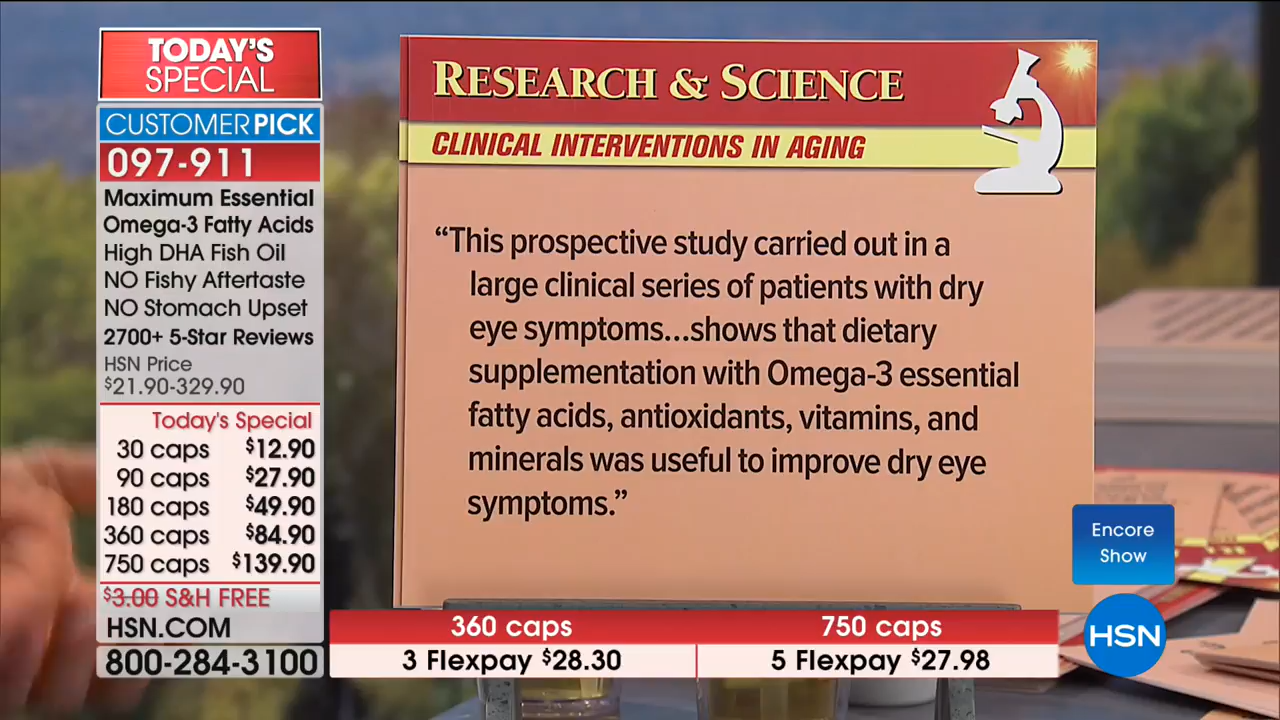 TODAY'S
SPECIAL
CUSTOMER PICK
097-911
Maximum Essential
Omega-3 Fatty Acids
High DHA Fish Oil
NO Fishy Aftertaste
NO Stomach Upset
2700+ 5-Star Reviews
HSN Price
$21.90-329.90
Today's Special
30 caps $12.90
90 caps $27.90
180 caps $49.90
360 caps $84.90
750 caps $139.90
$3.00 S&H FREE
HSN.COM
800-284-3100
RESEARCH & SCIENCE
CLINICAL INTERVENTIONS IN AGING
“This prospective study carried out in a
large clinical series of patients with dry
eye symptoms...shows that dietary
supplementation with Omega-3 essential
fatty acids, antioxidants, vitamins, and
minerals was useful to improve dry eye
symptoms.”
Encore
Show
HSN
360 caps 750 caps
3 Flexpay $28.30 5 Flexpay $27.98